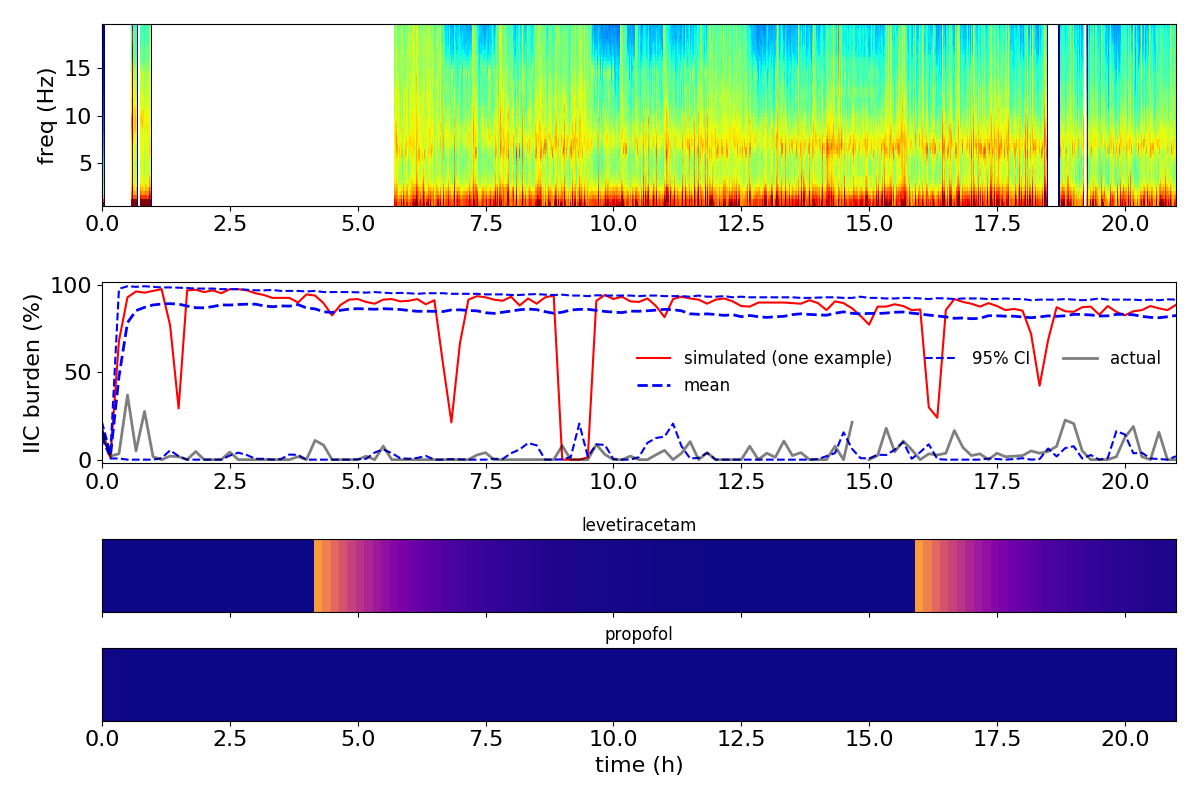 freq (Hz)
15
10
5
0.0 2.5 5.0 7.5 10.0 12.5 15.0 17.5 20.0
IIC burden (%)
100
50
0
simulated (one example) 95% CI actual
mean
0.0 2.5 5.0 7.5 10.0 12.5 15.0 17.5 20.0
levetiracetam
propofol
0.0 2.5 5.0 7.5 10.0 12.5 15.0 17.5 20.0
time (h)